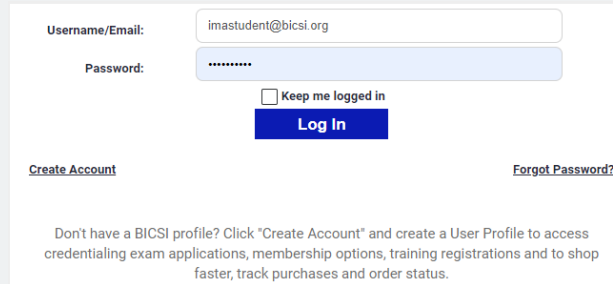 Username/Email: imastudent@bicsi.org
Password: ••••••••••
Keep me logged in
Log In
Create Account Forgot Password?
Don't have a BICSI profile? Click "Create Account" and create a User Profile to access
credentialing exam applications, membership options, training registrations and to shop
faster, track purchases and order status.